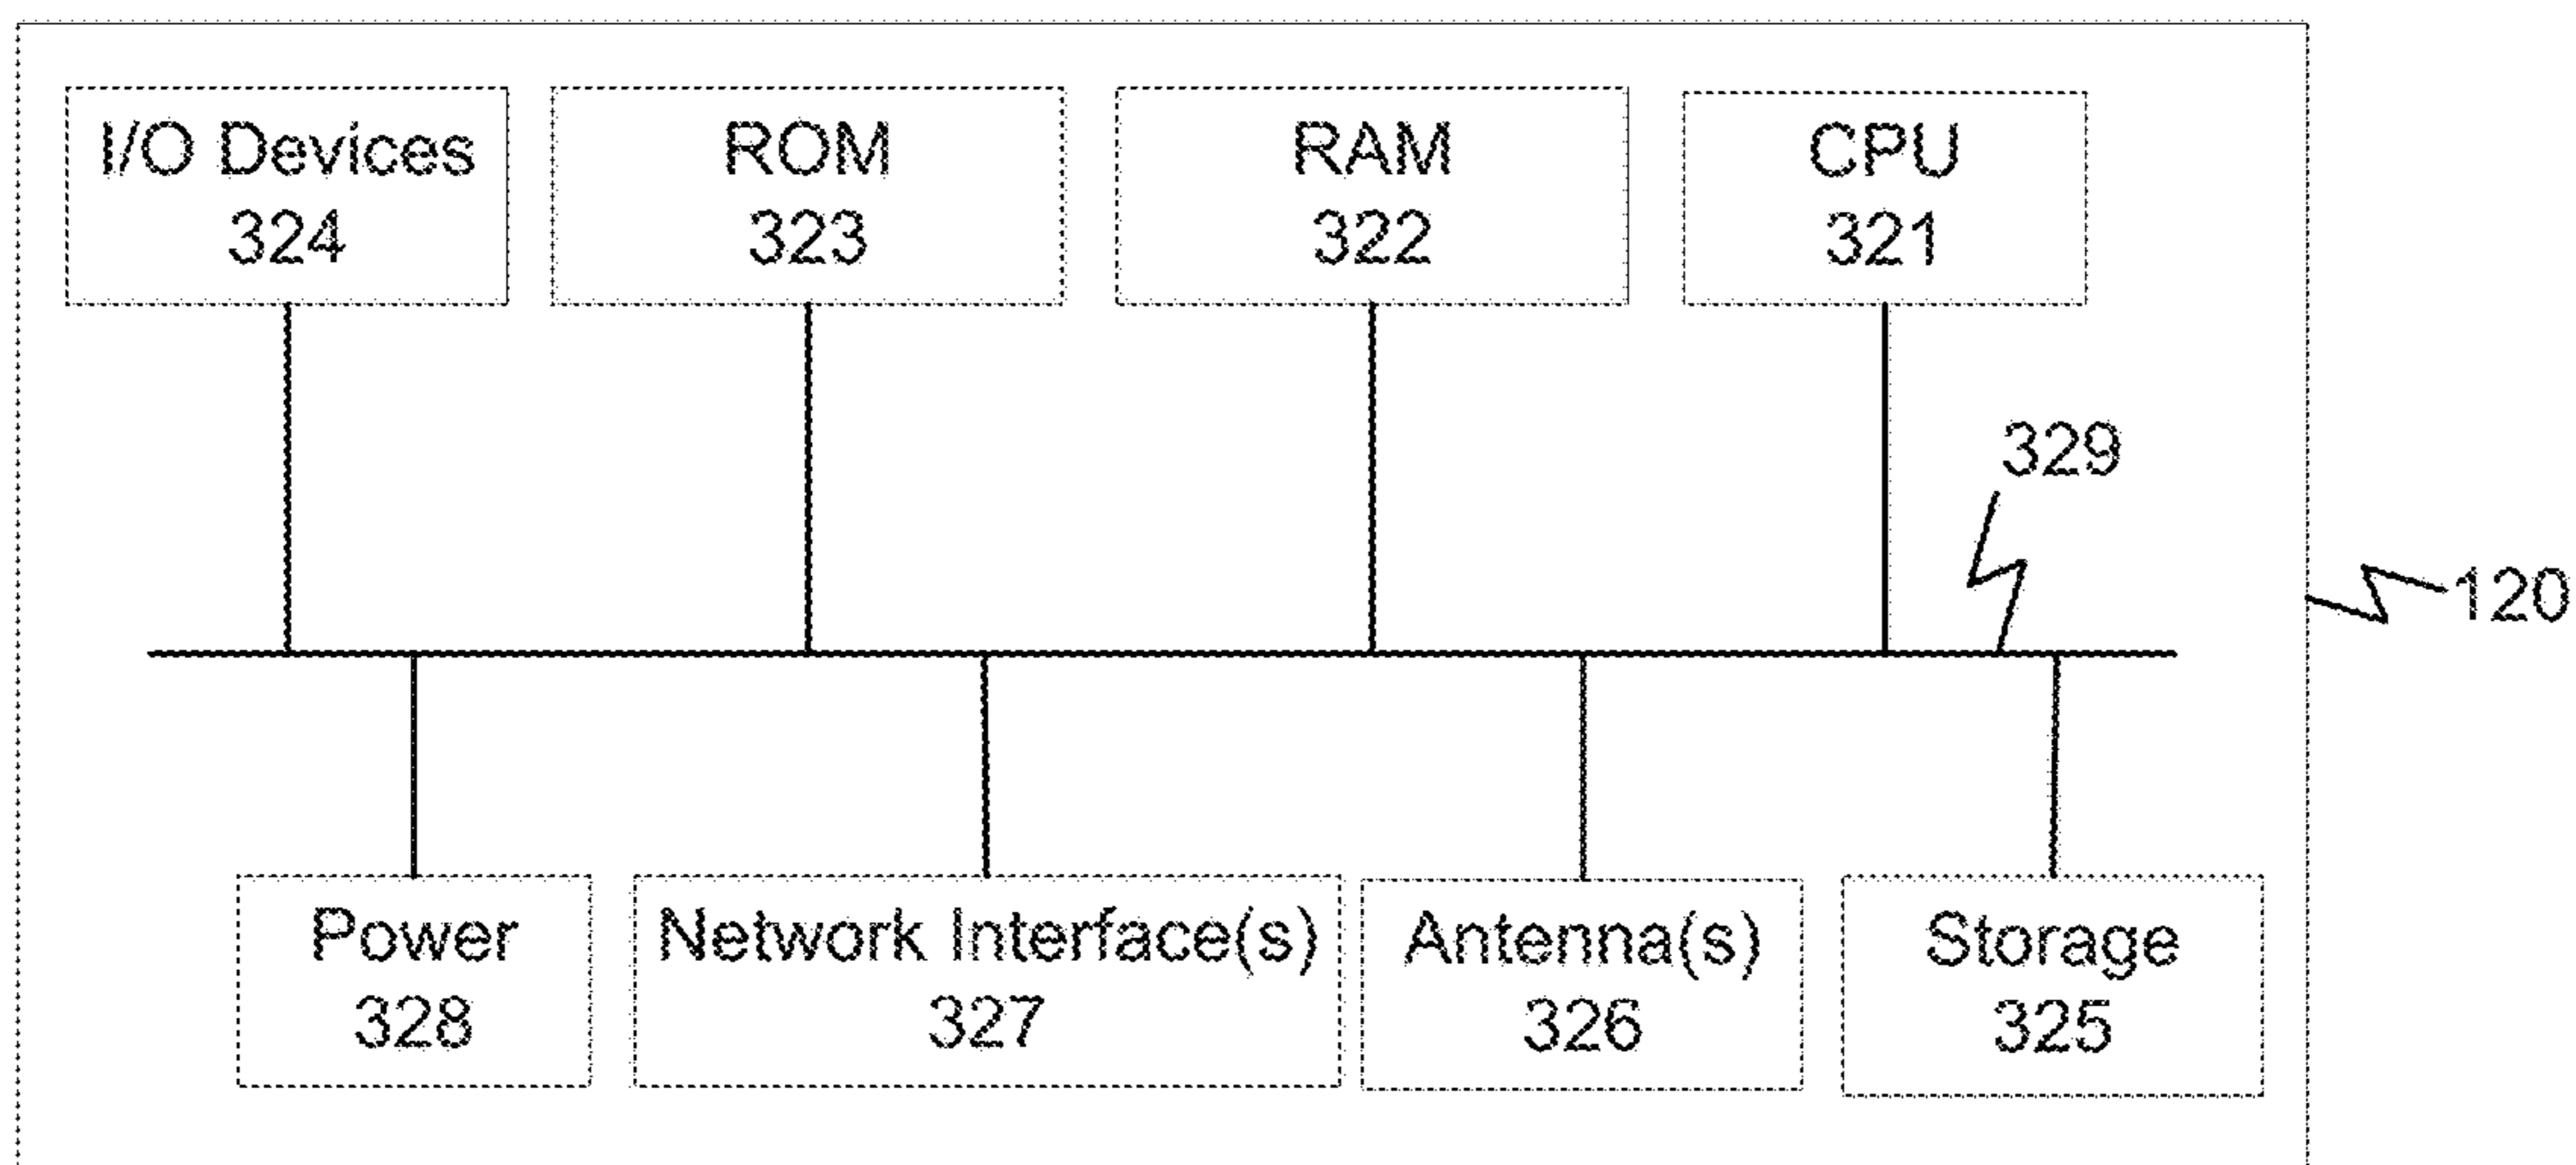 I/O Devices
324
ROM
323
RAM
322
CPU
321
329
120
Power
328
Network Interface(s)
327
Antenna(s)
326
Storage
325